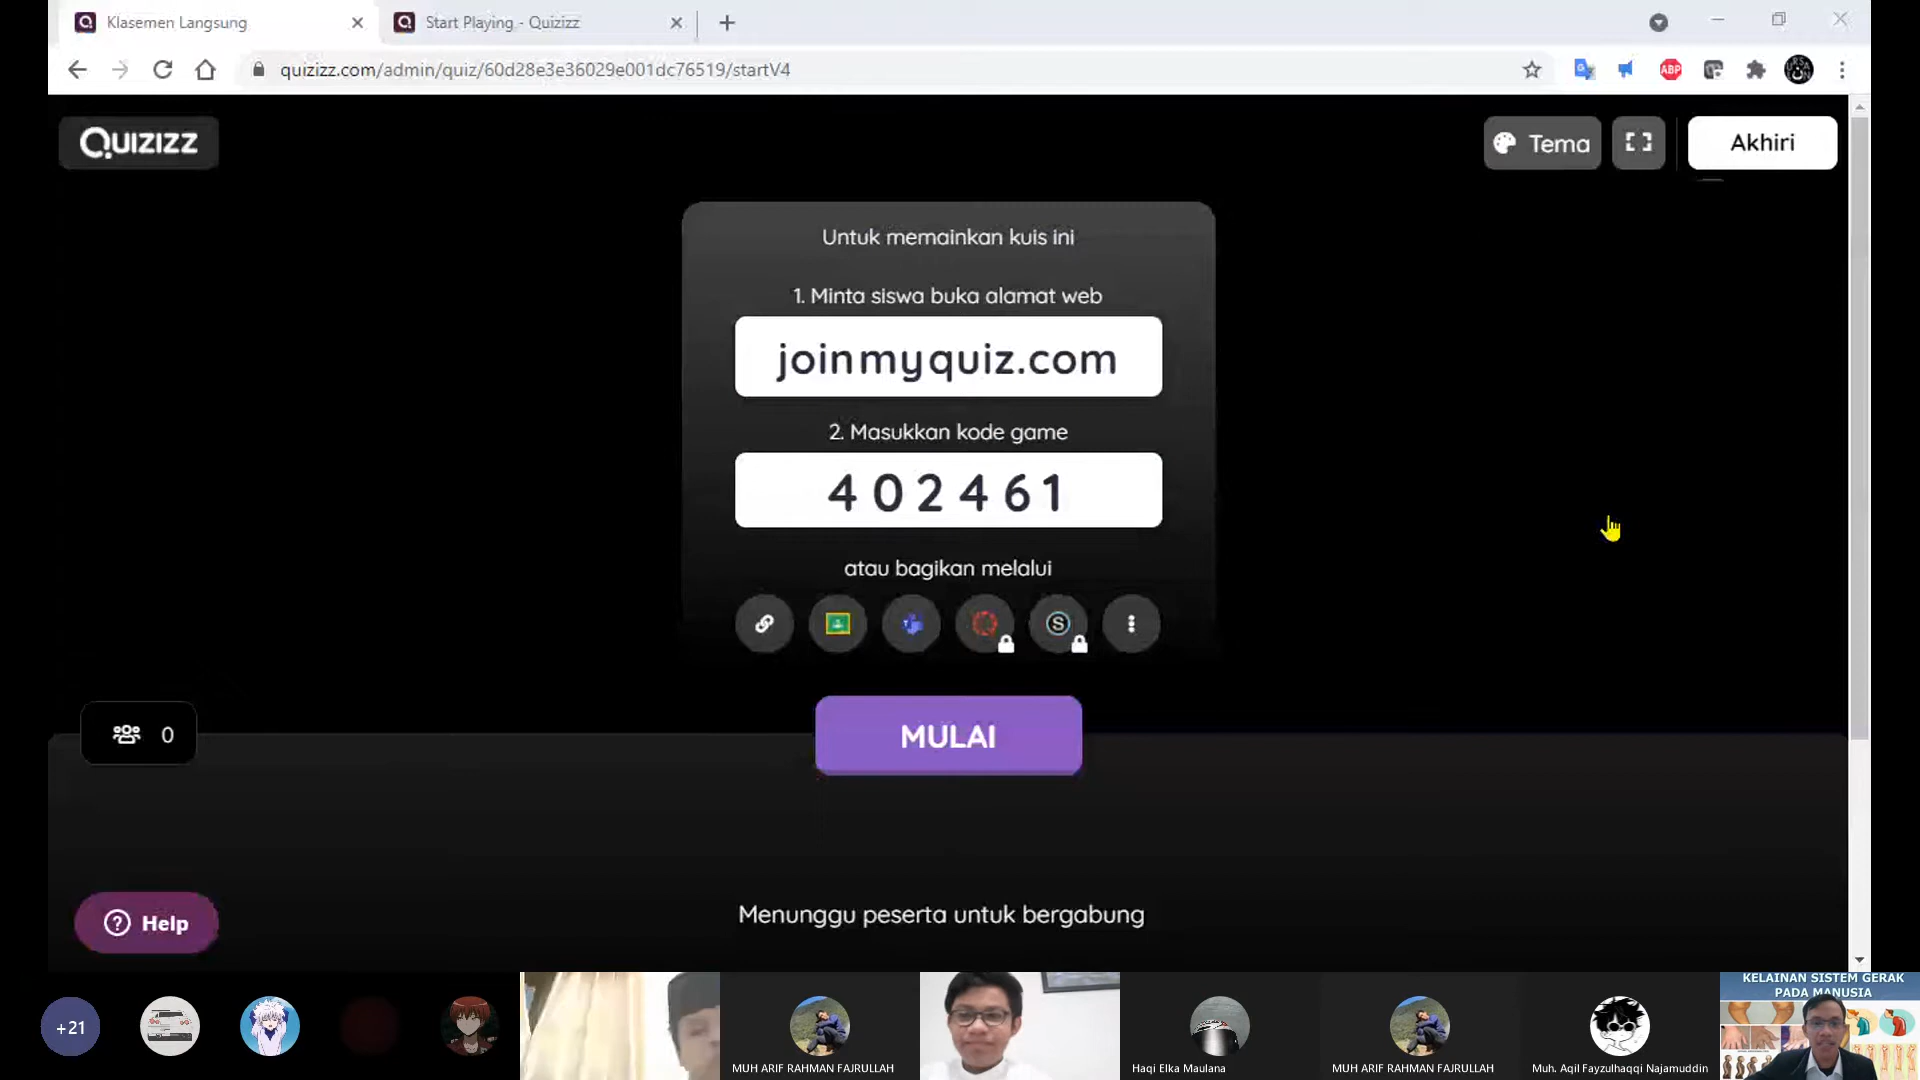 Klasemen Langsung
Start Playing - Quizizz
quizizz.com/admin/quiz/60d28e3e36029e001dc76519/startV4
ABP
Quizizz
Tema
Akhiri
Untuk memainkan kuis ini
1. Minta siswa buka alamat web
joinmyquiz.com
2. Masukkan kode game
402461
atau bagikan melalui
S
0
MULAI
Help
Menunggu peserta untuk bergabung
+21
MUH ARIF RAHMAN FAJRULLAH
Haqi Elka Maulana
MUH ARIF RAHMAN FAJRULLAH
Muh. Aqil Fayzulhaqqi Najamuddin
KELAINAN SISTEM GERAK
PADA MANUSIA